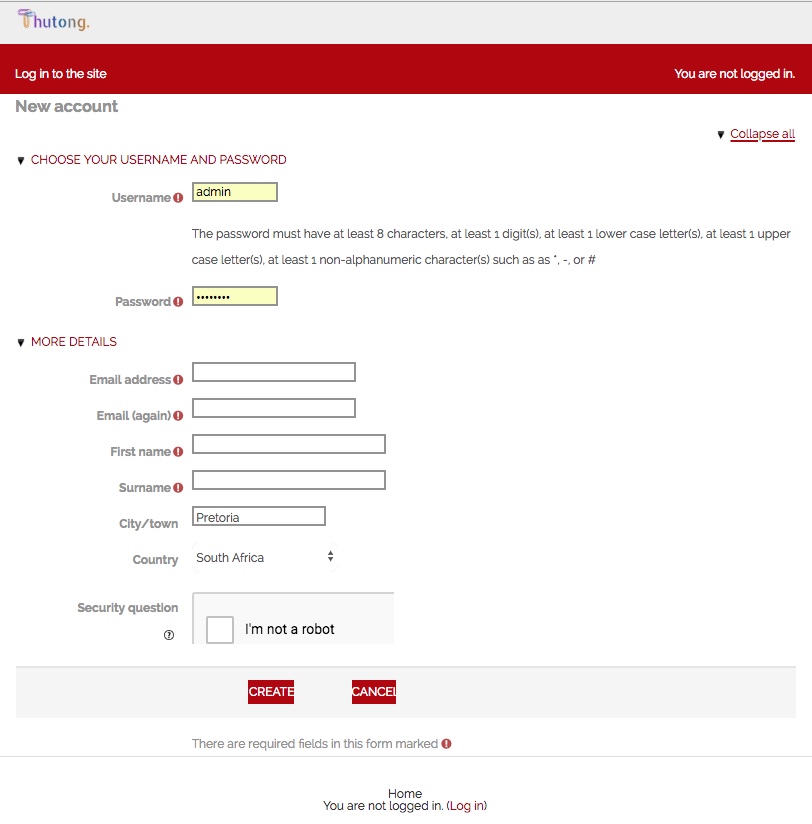 Thutong.
Log in to the site
You are not logged in.
New account
Collapse all
CHOOSE YOUR USERNAME AND PASSWORD
Username
admin
The password must have at least 8 characters, at least 1 digit(s), at least 1 lower case letter(s), at least 1 upper
case letter(s), at least 1 non-alphanumeric character(s) such as as *, -, or #
Password
••••••••
MORE DETAILS
Email address
Email (again)
First name
Surname
City/town
Pretoria
Country
South Africa
Security question
I'm not a robot
CREATE
CANCEL
There are required fields in this form marked
Home
You are not logged in. (Log in)